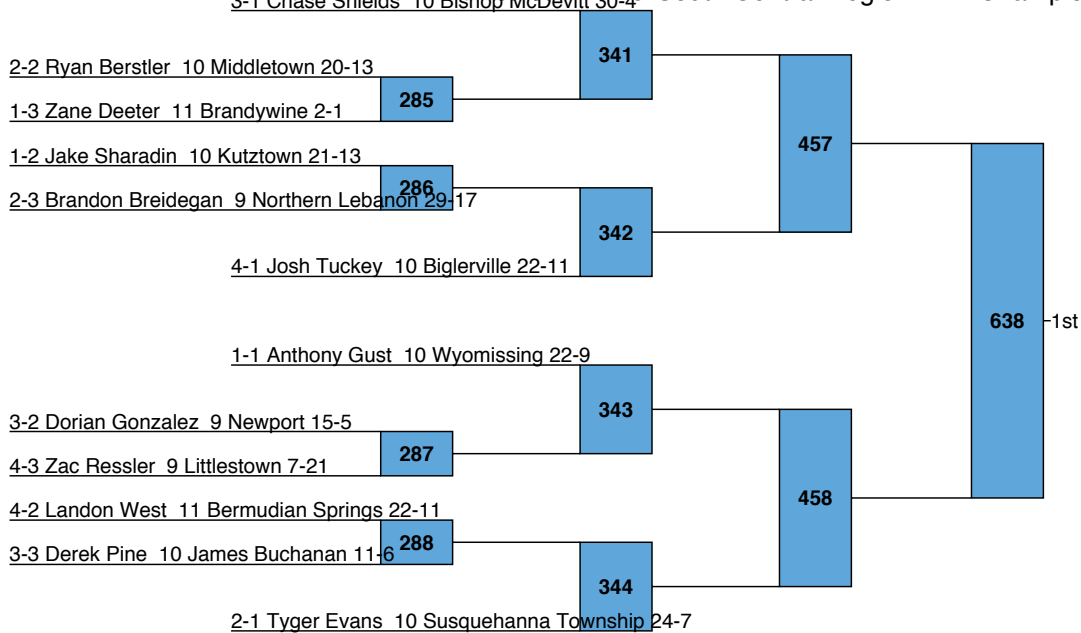 3-1 Chase Shields 10 Bishop McDevitt 30-4
341
2-2 Ryan Berstler 10 Middletown 20-13
285
1-3 Zane Deeter 11 Brandywine 2-1
457
1-2 Jake Sharadin 10 Kutztown 21-13
286
2-3 Brandon Breidegan 9 Northern Lebanon 29-17
342
4-1 Josh Tuckey 10 Biglerville 22-11
638
1st
1-1 Anthony Gust 10 Wyomissing 22-9
343
3-2 Dorian Gonzalez 9 Newport 15-5
287
4-3 Zac Ressler 9 Littlestown 7-21
458
4-2 Landon West 11 Bermudian Springs 22-11
288
3-3 Derek Pine 10 James Buchanan 11-6
344
2-1 Tyger Evans 10 Susquehanna Township 24-7